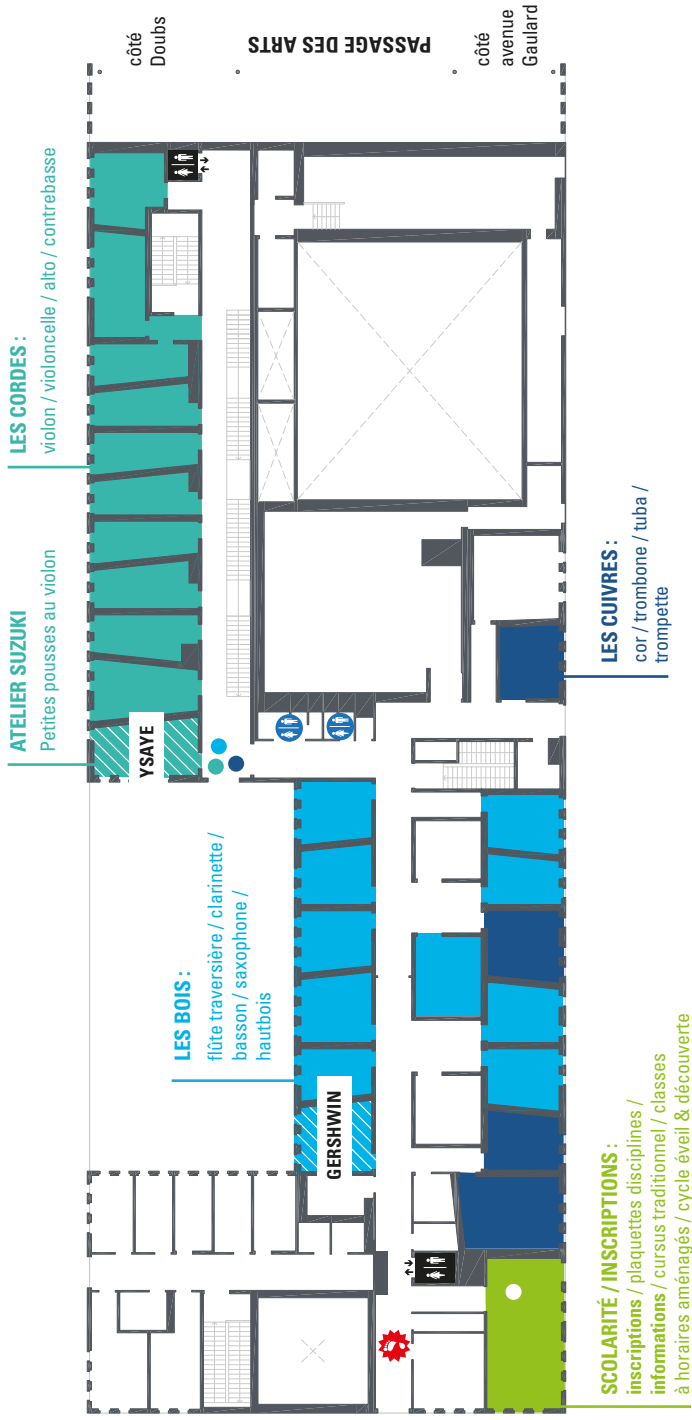 ATELIER SUZUKI
Petites pousses au violon
LES CORDES :
violon / violoncelle / alto / contrebasse
côté
Doubs
PASSAGE DES ARTS
côté
avenue
Gaulard
YSAYE
LES BOIS :
flûte traversière / clarinette /
basson / saxophone /
hautbois
GERSHWIN
SCOLARITÉ / INSCRIPTIONS :
inscriptions / plaquettes disciplines /
informations / cursus traditionnel / classes
à horaires aménagés / cycle éveil & découverte
LES CUIVRES :
cor / trombone / tuba /
trompette